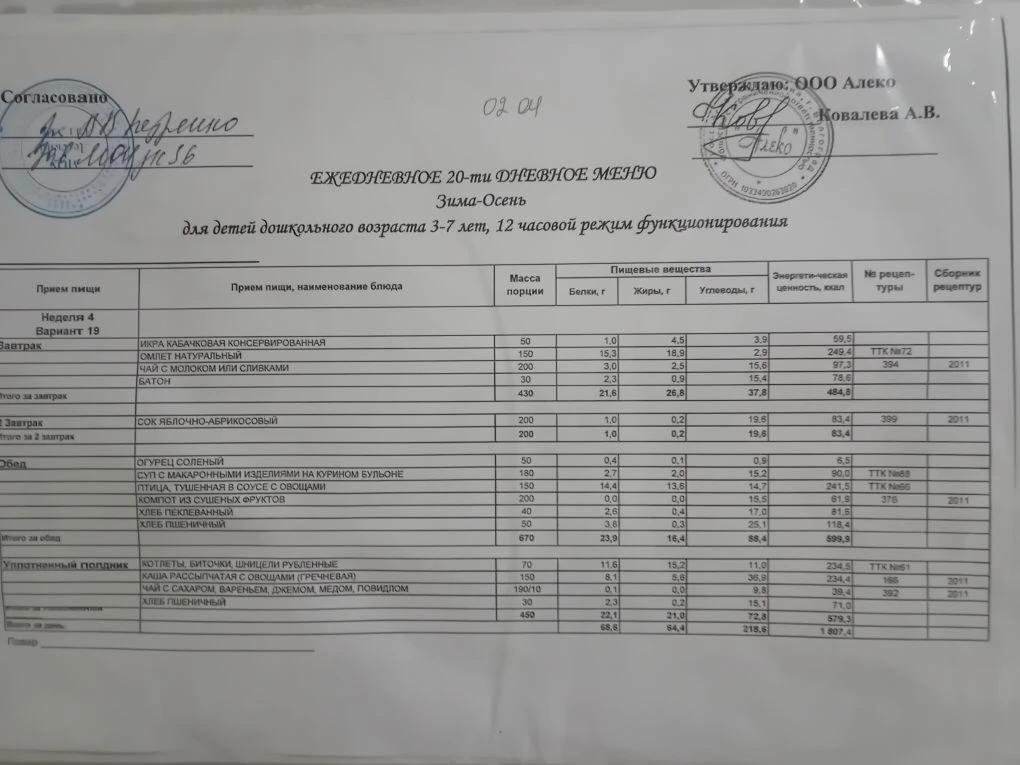 Согласовано
Утверждаю: ООО Алеко
02 04
Ковалева А.В.
Алеко
ОГРН 1033400263820
ЕЖЕДНЕВНОЕ 20-ти ДНЕВНОЕ МЕНЮ
Зима-Осень
для детей дошкольного возраста 3-7 лет, 12 часовой режим функционирования
Прием пищи Прием пищи, наименование блюда Масса порции Пищевые вещества Белки, г Жиры, г Углеводы, г Энергети-ческая ценность, ккал № рецеп-туры Сборник рецептур
Неделя 4
Вариант 19
Завтрак ИКРА КАБАЧКОВАЯ КОНСЕРВИРОВАННАЯ 50 1,0 4,5 3,9 59,5
ОМЛЕТ НАТУРАЛЬНЫЙ 150 15,3 18,9 2,9 249,4 ТТК №72
ЧАЙ С МОЛОКОМ ИЛИ СЛИВКАМИ 200 3,0 2,5 15,6 97,3 394 2011
БАТОН 30 2,3 0,9 15,4 78,6
Итого за завтрак 430 21,6 26,8 37,8 484,8
2 Завтрак СОК ЯБЛОЧНО-АБРИКОСОВЫЙ 200 1,0 0,2 19,6 83,4 399 2011
Итого за 2 завтрак 200 1,0 0,2 19,6 83,4
Обед ОГУРЕЦ СОЛЕНЫЙ 50 0,4 0,1 0,9 6,5
СУП С МАКАРОННЫМИ ИЗДЕЛИЯМИ НА КУРИНОМ БУЛЬОНЕ 180 2,7 2,0 15,2 90,0 ТТК №88
ПТИЦА, ТУШЕННАЯ В СОУСЕ С ОВОЩАМИ 150 14,4 13,6 14,7 241,5 ТТК №66
КОМПОТ ИЗ СУШЕНЫХ ФРУКТОВ 200 0,0 0,0 15,5 61,9 376 2011
ХЛЕБ ПЕКЛЕВАННЫЙ 40 2,6 0,4 17,0 81,6
ХЛЕБ ПШЕНИЧНЫЙ 50 3,8 0,3 25,1 118,4
Итого за обед 670 23,9 16,4 88,4 599,9
Уплотненный полдник КОТЛЕТЫ, БИТОЧКИ, ШНИЦЕЛИ РУБЛЕННЫЕ 70 11,6 15,2 11,0 234,5 ТТК №61
КАША РАССЫПЧАТАЯ С ОВОЩАМИ (ГРЕЧНЕВАЯ) 150 8,1 5,6 36,9 234,4 166 2011
ЧАЙ С САХАРОМ, ВАРЕНЬЕМ, ДЖЕМОМ, МЕДОМ, ПОВИДЛОМ 190/10 0,1 0,0 9,8 39,4 392 2011
ХЛЕБ ПШЕНИЧНЫЙ 30 2,3 0,2 15,1 71,0
450 22,1 21,0 72,8 579,3
Всего за день 68,6 64,4 218,6 1 807,4
Повар